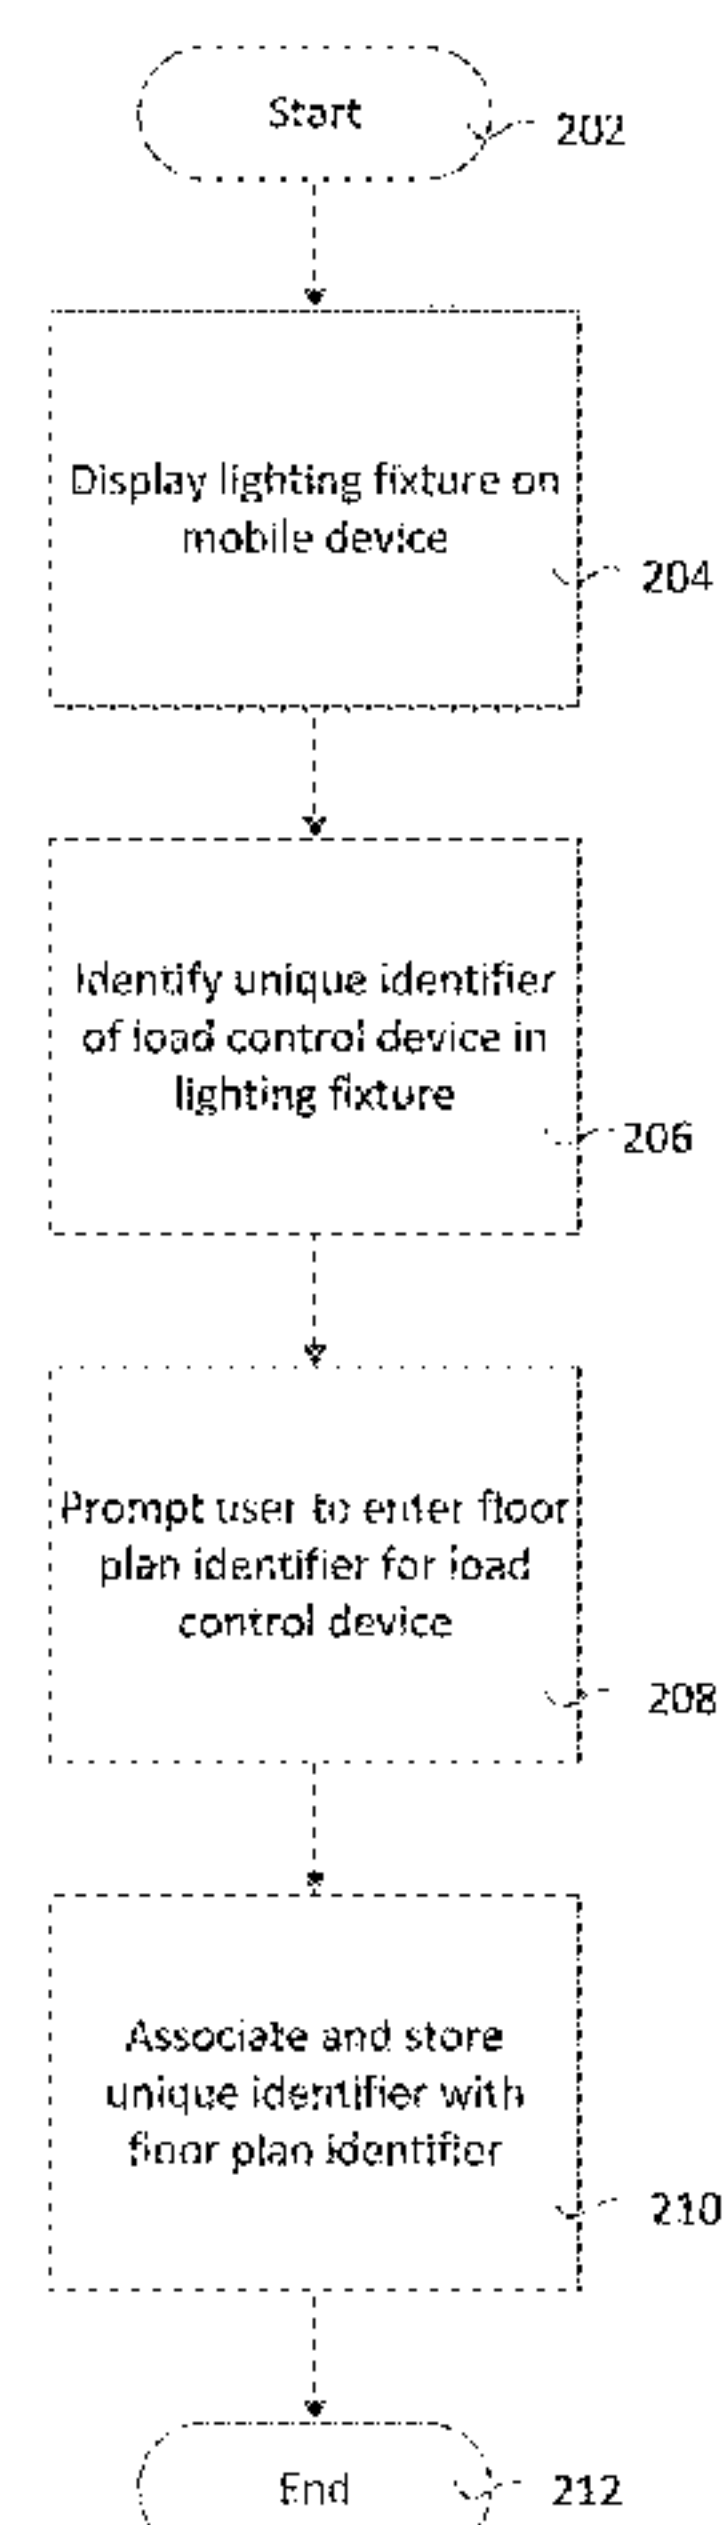 Start
202
Display lighting fixture on
mobile device
204
Identify unique identifier
of load control device in
lighting fixture
206
Prompt user to enter floor
plan identifier for load
control device
208
Associate and store
unique identifier with
floor plan identifier
210
End
212